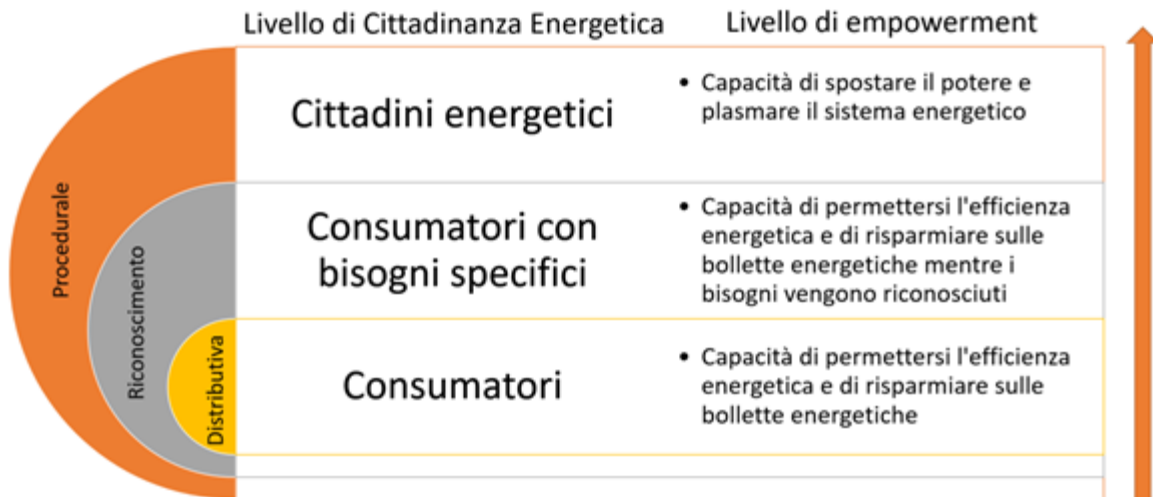 Livello di Cittadinanza Energetica
Livello di empowerment
Procedurale
Cittadini energetici
• Capacità di spostare il potere e
plasmare il sistema energetico
Riconoscimento
Consumatori con
bisogni specifici
• Capacità di permettersi l'efficienza
energetica e di risparmiare sulle
bollette energetiche mentre i
bisogni vengono riconosciuti
Distributiva
Consumatori
• Capacità di permettersi l'efficienza
energetica e di risparmiare sulle
bollette energetiche